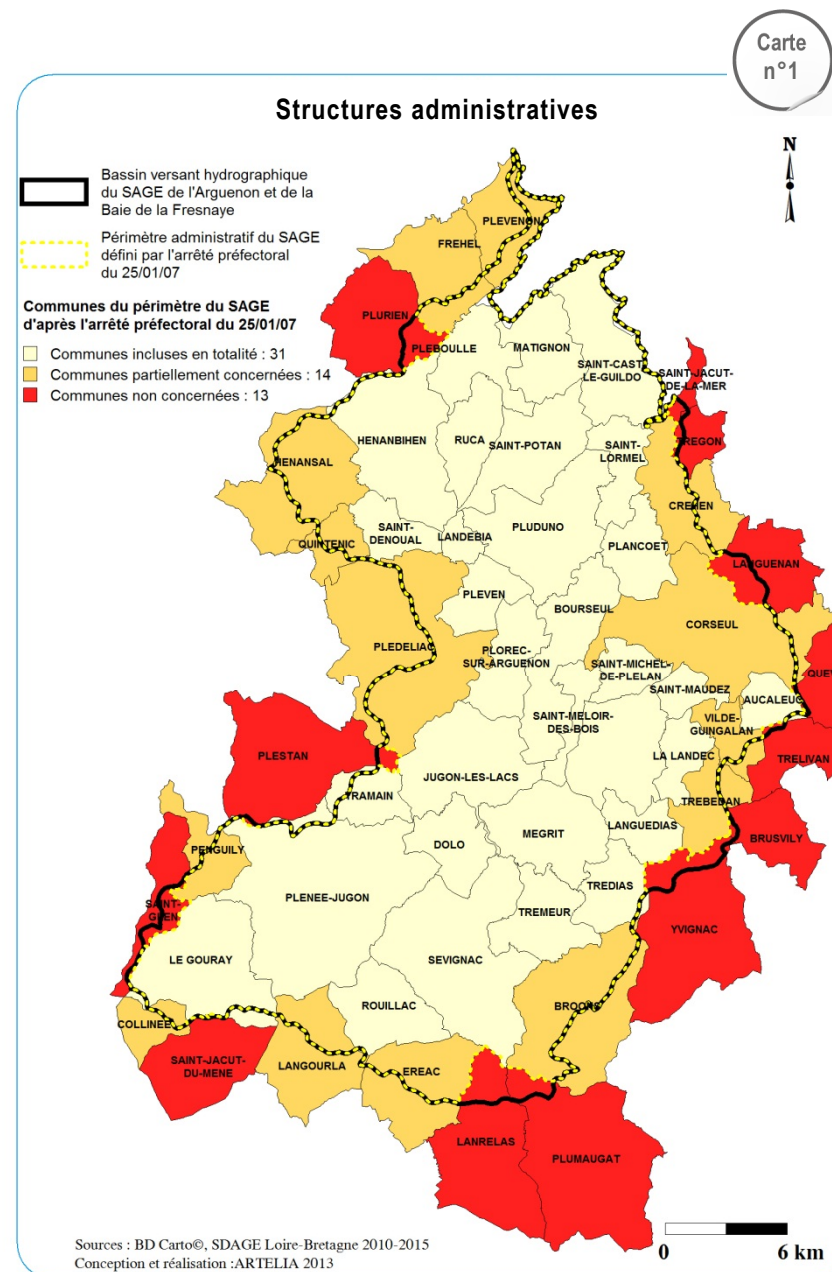 Carte
n°1
Structures administratives
N
Bassin versant hydrographique
du SAGE de l'Arguenon et de la
Baie de la Fresnaye
Périmètre administratif du SAGE
défini par l'arrêté préfectoral
du 25/01/07
Communes du périmètre du SAGE
d'après l'arrêté préfectoral du 25/01/07
Communes incluses en totalité : 31
Communes partiellement concernées : 14
Communes non concernées : 13
PLEVENON
FREHEL
PLURIEN
PLEBOULLE
MATIGNON
SAINT-CAST-
LE-GUILDO
SAINT-JACUT-
DE-LA-MER
TREGON
HENANBIHEN
RUCA
SAINT-POTAN
SAINT-
LORMEL
HENANSAL
CREHEN
SAINT-
DENOUAL
LANDEBIA
PLUDUNO
QUINTENIC
PLANCOET
LANGUENAN
PLEVEN
BOURSEUL
CORSEUL
PLEDELIAC
PLOREC-
SUR-ARGUENON
SAINT-MICHEL-
DE-PLELAN
SAINT-MAUDEZ
AUCALEUC
SAINT-MELOIR-
DES-BOIS
VILDE-
GUINGALAN
TRELIVAN
PLESTAN
LA LANDEC
JUGON-LES-LACS
TRAMAIN
TREBEDAN
LANGUEDIAS
DOLO
MEGRIT
BRUSVILY
PENGUILY
TREDIAS
PLENEE-JUGON
TREMEUR
SAINT-
GLEN
YVIGNAC
LE GOURAY
SEVIGNAC
ROUILLAC
BROONS
COLLINEE
SAINT-JACUT-
DU-MENE
LANGOURLA
EREAC
LANRELAS
PLUMAUGAT
Sources : BD Carto©, SDAGE Loire-Bretagne 2010-2015
Conception et réalisation :ARTELIA 2013
0 6 km